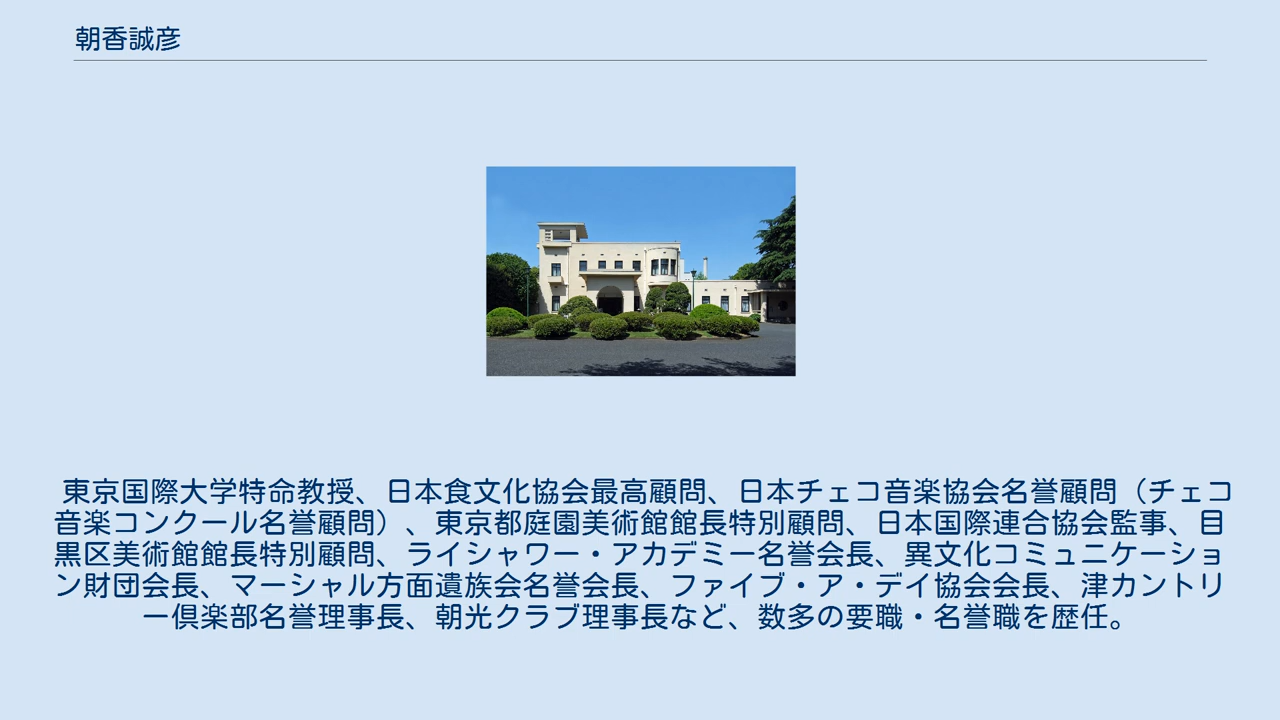 朝香誠彦
東京国際大学特命教授、日本食文化協会最高顧問、日本チェコ音楽協会名誉顧問（チェコ
音楽コンクール名誉顧問）、東京都庭園美術館館長特別顧問、日本国際連合協会監事、目
黒区美術館館長特別顧問、ライシャワー・アカデミー名誉会長、異文化コミュニケーショ
ン財団会長、マーシャル方面遺族会名誉会長、ファイブ・ア・デイ協会会長、津カントリ
ー倶楽部名誉理事長、朝光クラブ理事長など、数多の要職・名誉職を歴任。